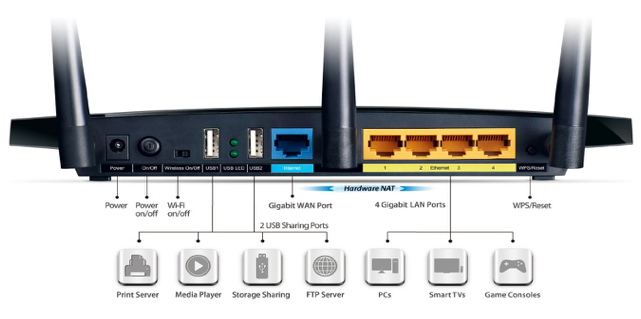 Power On/Off Wireless On/Off USB1 USB LED USB2 Internet 1 2 Ethernet 3 4 WPS/Reset
Hardware NAT
Power Power on/off Wi-Fi on/off Gigabit WAN Port 4 Gigabit LAN Ports WPS/Reset
2 USB Sharing Ports
Print Server Media Player Storage Sharing FTP Server PCs Smart TVs Game Consoles